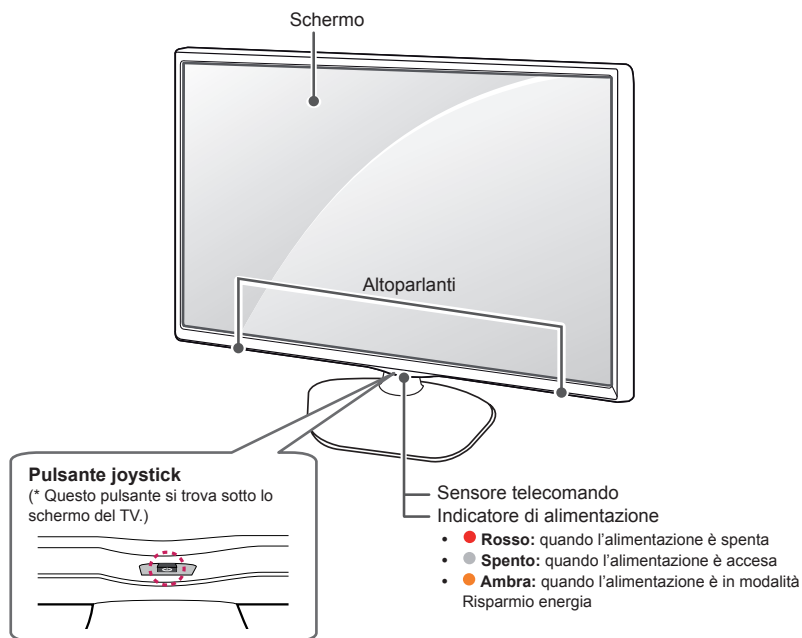 Schermo
Altoparlanti
Pulsante joystick
(* Questo pulsante si trova sotto lo
schermo del TV.)
Sensore telecomando
Indicatore di alimentazione
• Rosso: quando l’alimentazione è spenta
• Spento: quando l’alimentazione è accesa
• Ambra: quando l’alimentazione è in modalità
Risparmio energia